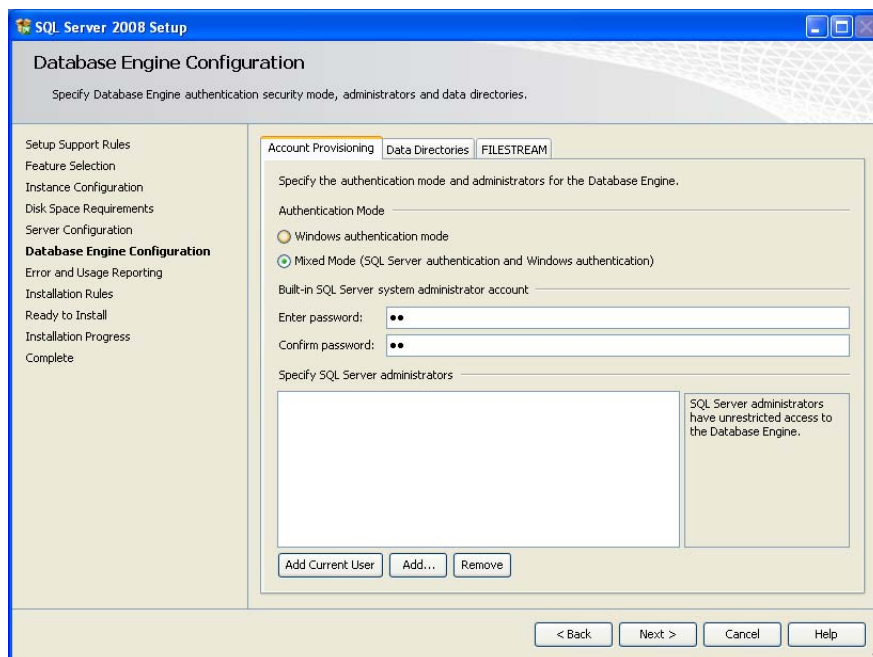 SQL Server 2008 Setup
Database Engine Configuration
Specify Database Engine authentication security mode, administrators and data directories.
Setup Support Rules
Feature Selection
Instance Configuration
Disk Space Requirements
Server Configuration
Database Engine Configuration
Error and Usage Reporting
Installation Rules
Ready to Install
Installation Progress
Complete
Account Provisioning Data Directories FILESTREAM
Specify the authentication mode and administrators for the Database Engine.
Authentication Mode
Windows authentication mode
Mixed Mode (SQL Server authentication and Windows authentication)
Built-in SQL Server system administrator account
Enter password: ●●
Confirm password: ●●
Specify SQL Server administrators
SQL Server administrators
have unrestricted access to
the Database Engine.
Add Current User Add... Remove
< Back Next > Cancel Help